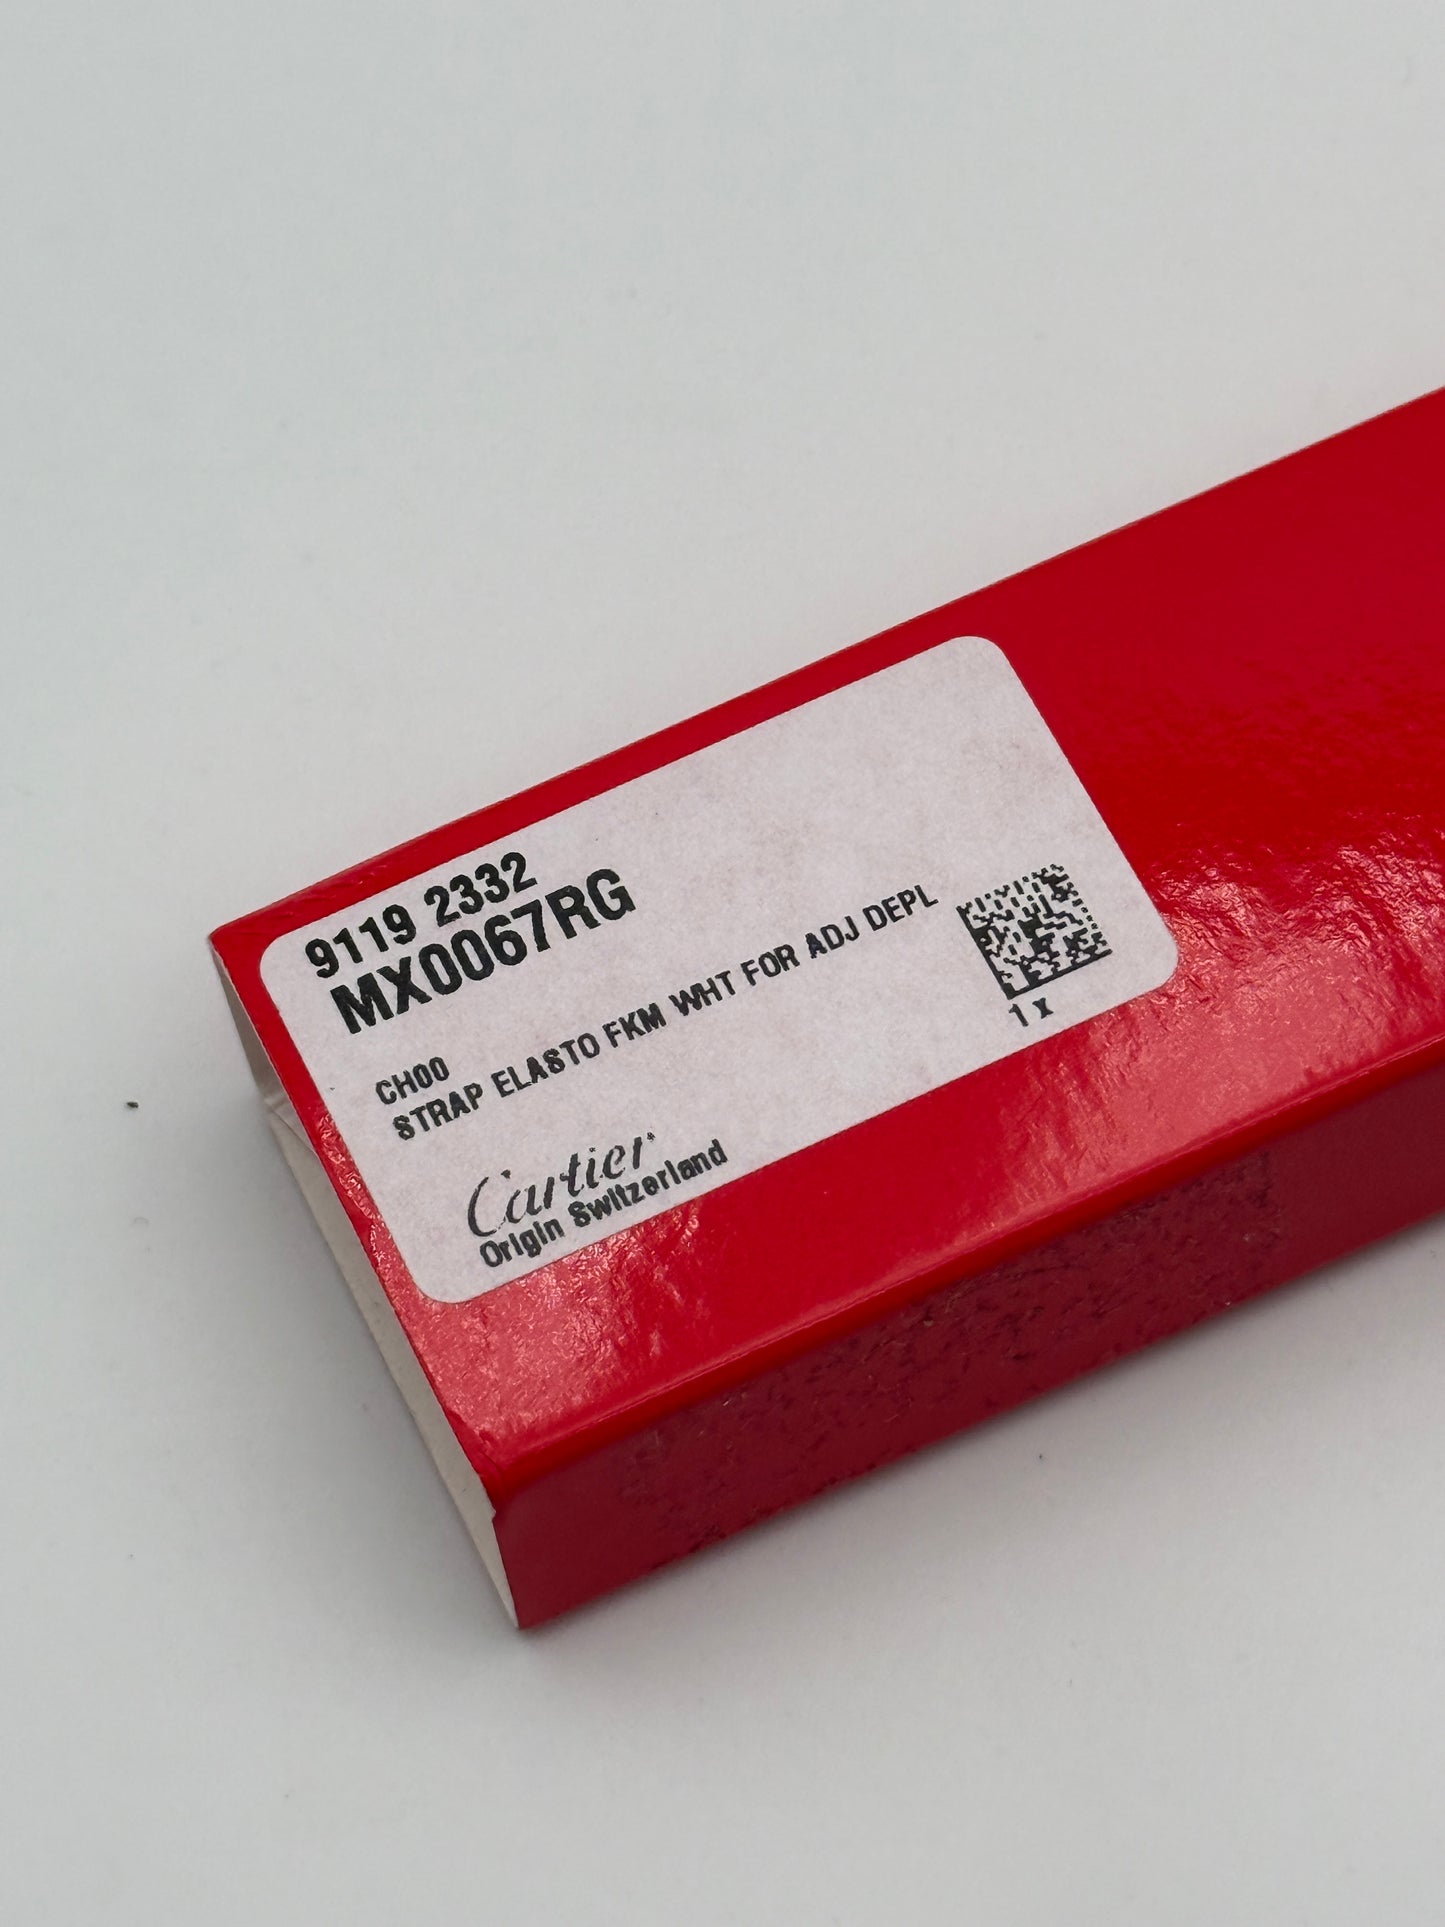 9119 2332
MX0067RG
CH00
STRAP ELASTO FKM WHT FOR ADJ DEPL
1 x
Cartier
Origin Switzerland